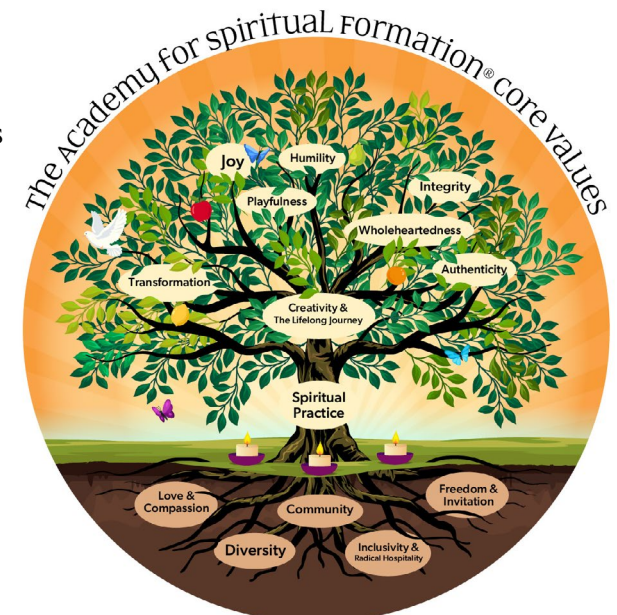 The Academy for Spiritual Formation® core values
s
Joy
Humility
Integrity
Playfulness
Wholeheartedness
Authenticity
Transformation
Creativity &
The Lifelong Journey
Spiritual
Practice
Love &
Compassion
Community
Freedom &
Invitation
Diversity
Inclusivity &
Radical Hospitality